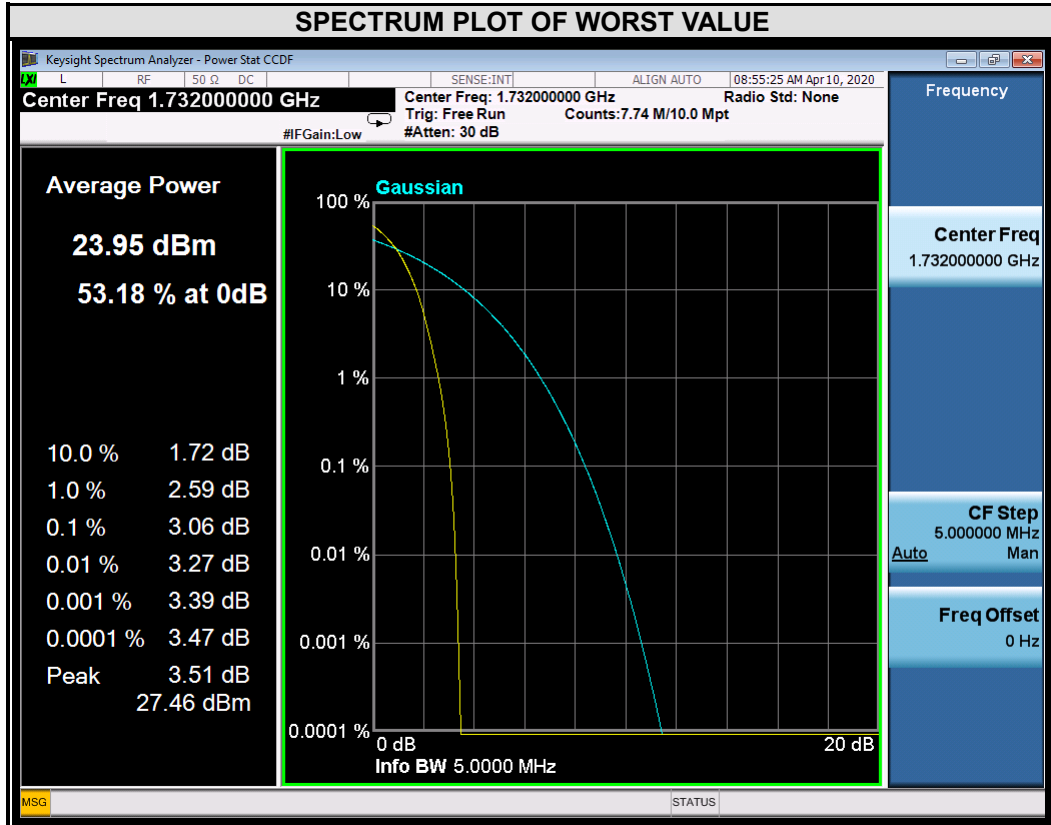 SPECTRUM PLOT OF WORST VALUE
Keysight Spectrum Analyzer - Power Stat CCDF
LXI L RF 50 Ω DC SENSE:INT ALIGN AUTO 08:55:25 AM Apr 10, 2020
Center Freq 1.732000000 GHz
Center Freq: 1.732000000 GHz Radio Std: None
Trig: Free Run Counts:7.74 M/10.0 Mpt
#IFGain:Low #Atten: 30 dB
Average Power
23.95 dBm
53.18 % at 0dB
10.0 % 1.72 dB
1.0 % 2.59 dB
0.1 % 3.06 dB
0.01 % 3.27 dB
0.001 % 3.39 dB
0.0001 % 3.47 dB
Peak 3.51 dB
27.46 dBm
Gaussian
100 %
10 %
1 %
0.1 %
0.01 %
0.001 %
0.0001 %
0 dB 20 dB
Info BW 5.0000 MHz
Frequency
Center Freq
1.732000000 GHz
CF Step
5.000000 MHz
Auto Man
Freq Offset
0 Hz
MSG STATUS